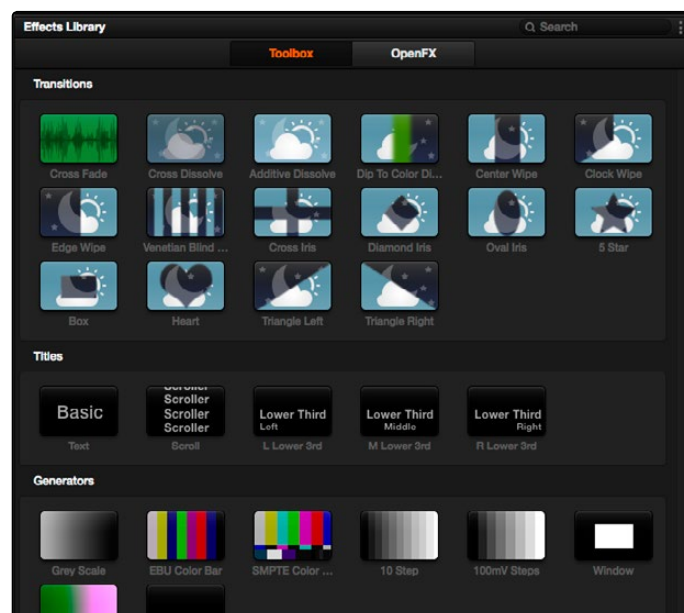 Effects Library
Search
Toolbox OpenFX
Transitions
Cross Fade Cross Dissolve Additive Dissolve Dip To Color Di... Center Wipe Clock Wipe
Edge Wipe Venetian Blind ... Cross Iris Diamond Iris Oval Iris 5 Star
Box Heart Triangle Left Triangle Right
Titles
Basic
Scroller
Scroller
Scroller
Scroller
Lower Third
Left
Lower Third
Middle
Lower Third
Right
Text Scroll L Lower 3rd M Lower 3rd R Lower 3rd
Generators
Grey Scale EBU Color Bar SMPTE Color ... 10 Step 100mV Steps Window